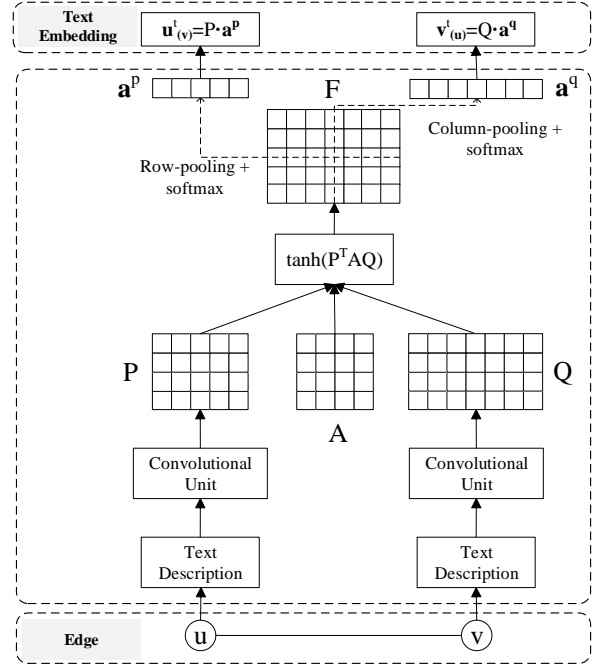 Text
Embedding
u^t_(v)=P·a^p
v^t_(u)=Q·a^q
a^p
F
a^q
Row-pooling +
softmax
Column-pooling +
softmax
tanh(P^TAQ)
P
A
Q
Convolutional
Unit
Convolutional
Unit
Text
Description
Text
Description
Edge
u
v